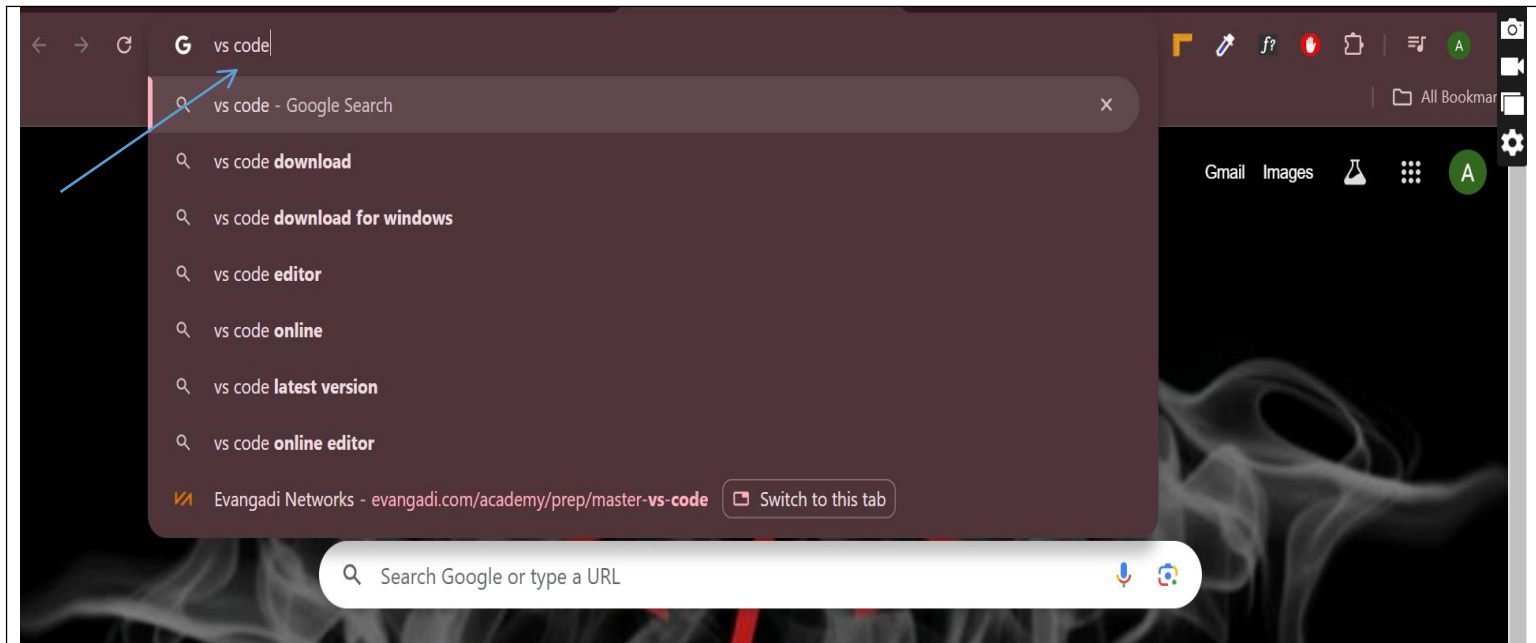 vs code
vs code - Google Search
All Bookmar
vs code download
Gmail Images
A
vs code download for windows
vs code editor
vs code online
vs code latest version
vs code online editor
Evangadi Networks - evangadi.com/academy/prep/master-vs-code Switch to this tab
Search Google or type a URL